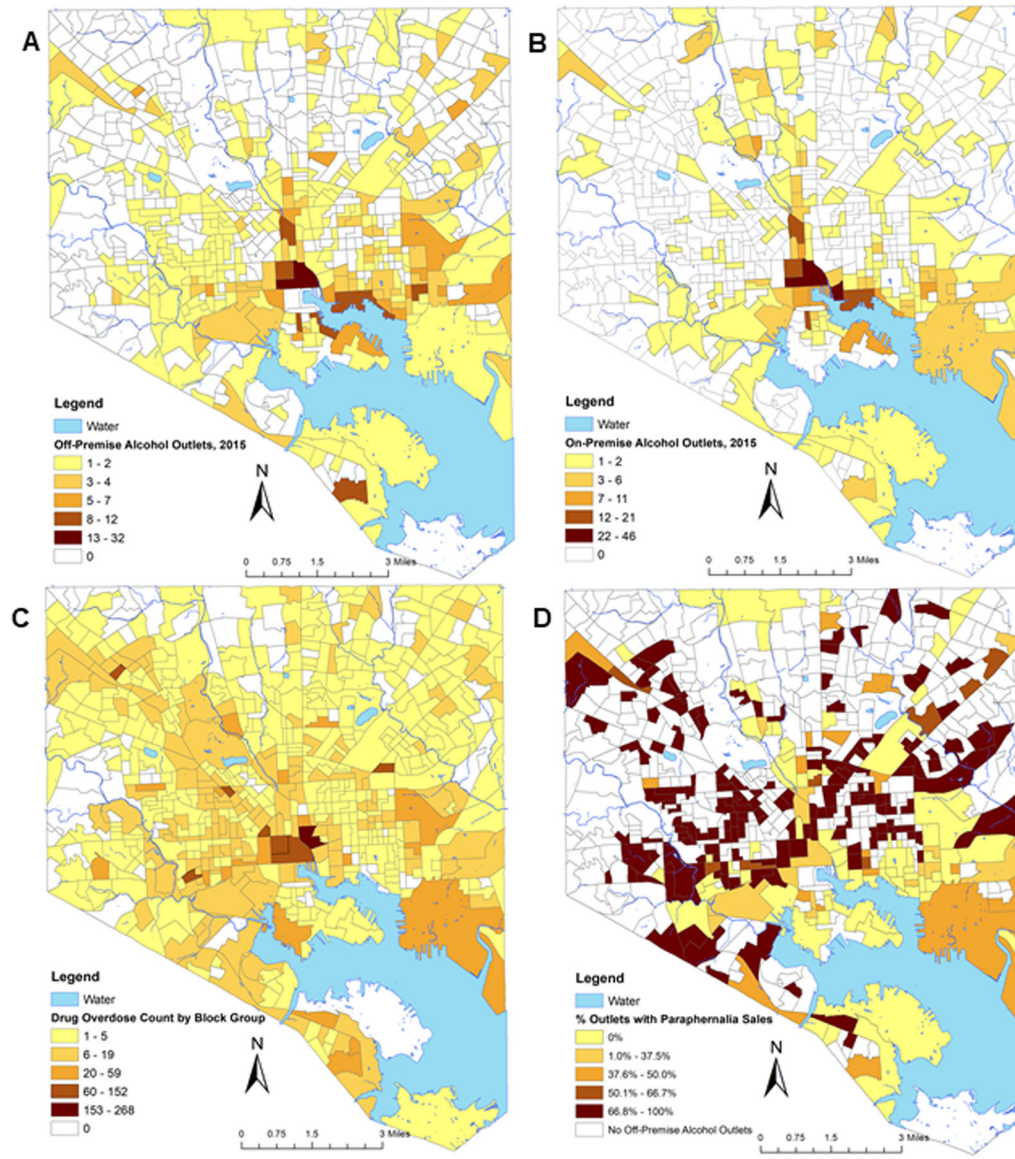 A
Legend
Water
Off-Premise Alcohol Outlets, 2015
1 - 2
3 - 4
5 - 7
8 - 12
13 - 32
0
N
0 0.75 1.5 3 Miles
B
Legend
Water
On-Premise Alcohol Outlets, 2015
1 - 2
3 - 6
7 - 11
12 - 21
22 - 46
0
N
0 0.75 1.5 3 Miles
C
Legend
Water
Drug Overdose Count by Block Group
1 - 5
6 - 19
20 - 59
60 - 152
153 - 268
0
N
0 0.75 1.5 3 Miles
D
Legend
Water
% Outlets with Paraphernalia Sales
0%
1.0% - 37.5%
37.6% - 50.0%
50.1% - 66.7%
66.8% - 100%
No Off-Premise Alcohol Outlets
N
0 0.75 1.5 3 Miles